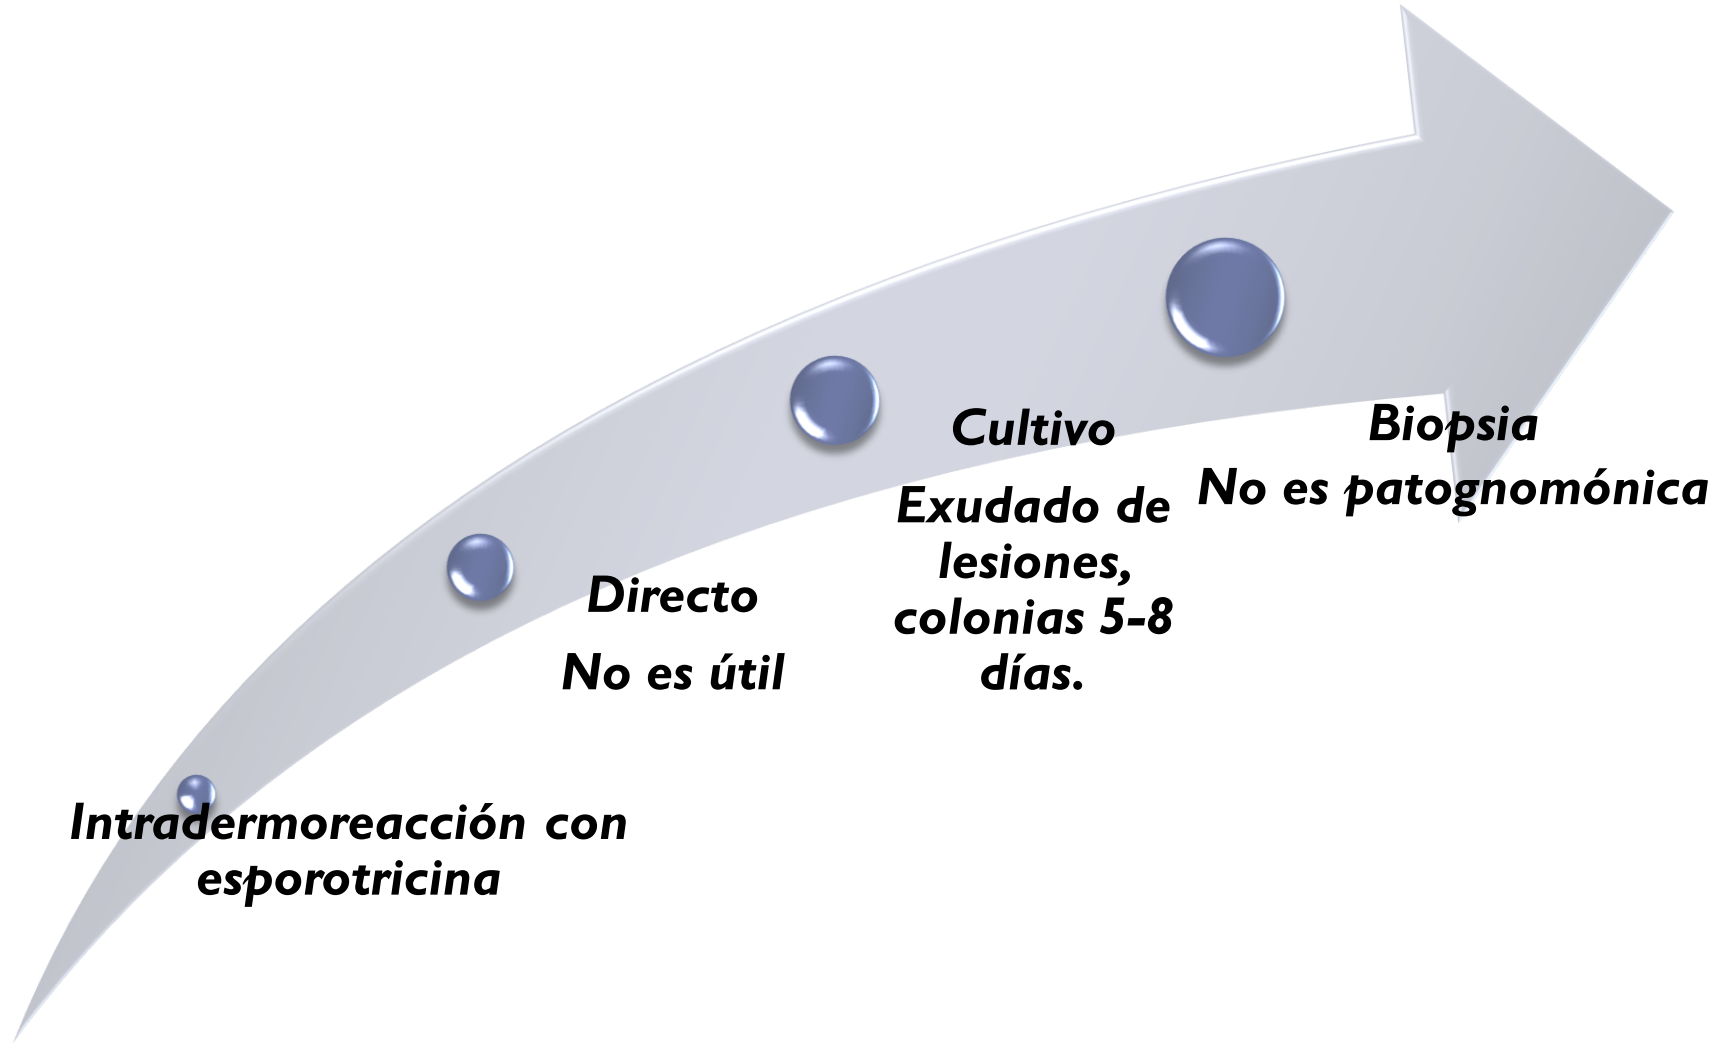 Intradermoreacción con
esporotricina
Directo
No es útil
Cultivo
Exudado de
lesiones,
colonias 5-8
días.
Biopsia
No es patognomónica